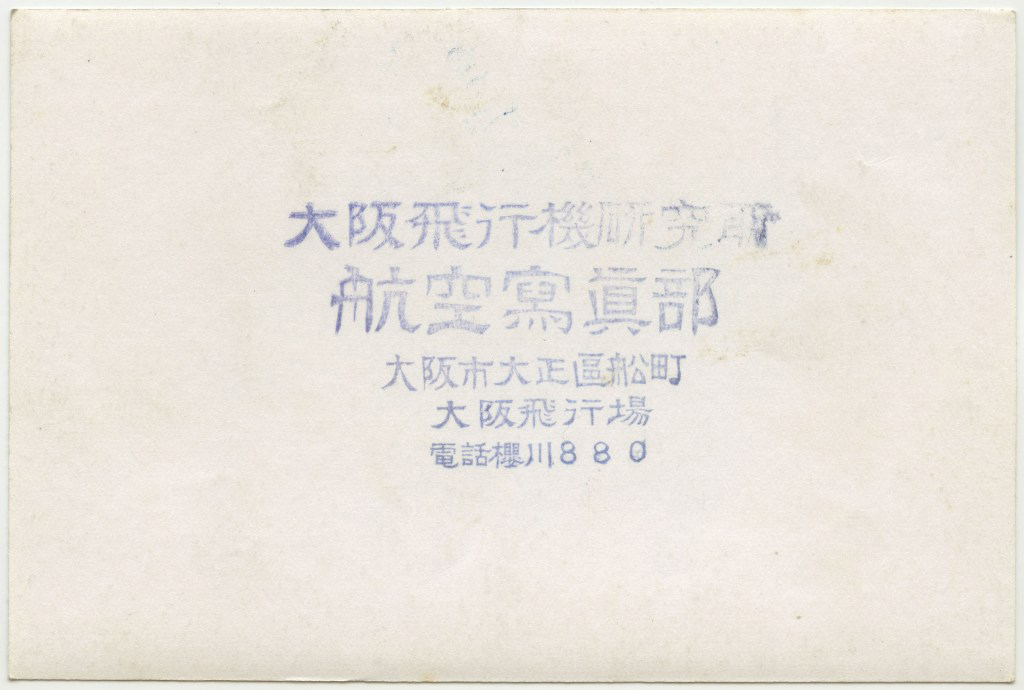 大阪飛行機研究所
航空寫眞部
大阪市大正區船町
大阪飛行場
電話櫻川880